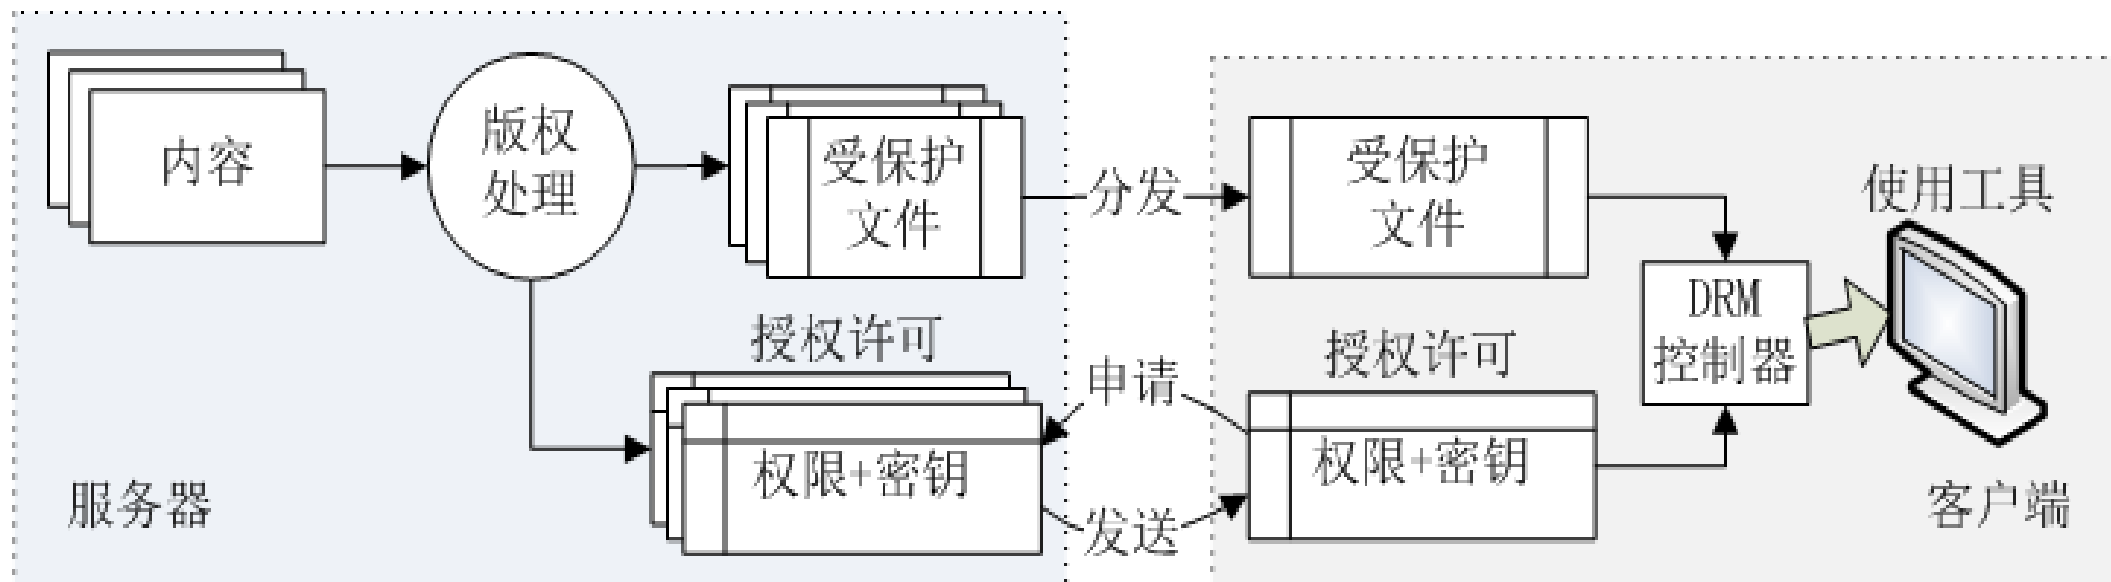 内容
版权
处理
受保护
文件
授权许可
权限+密钥
服务器
分发
申请
发送
受保护
文件
授权许可
权限+密钥
DRM
控制器
使用工具
客户端